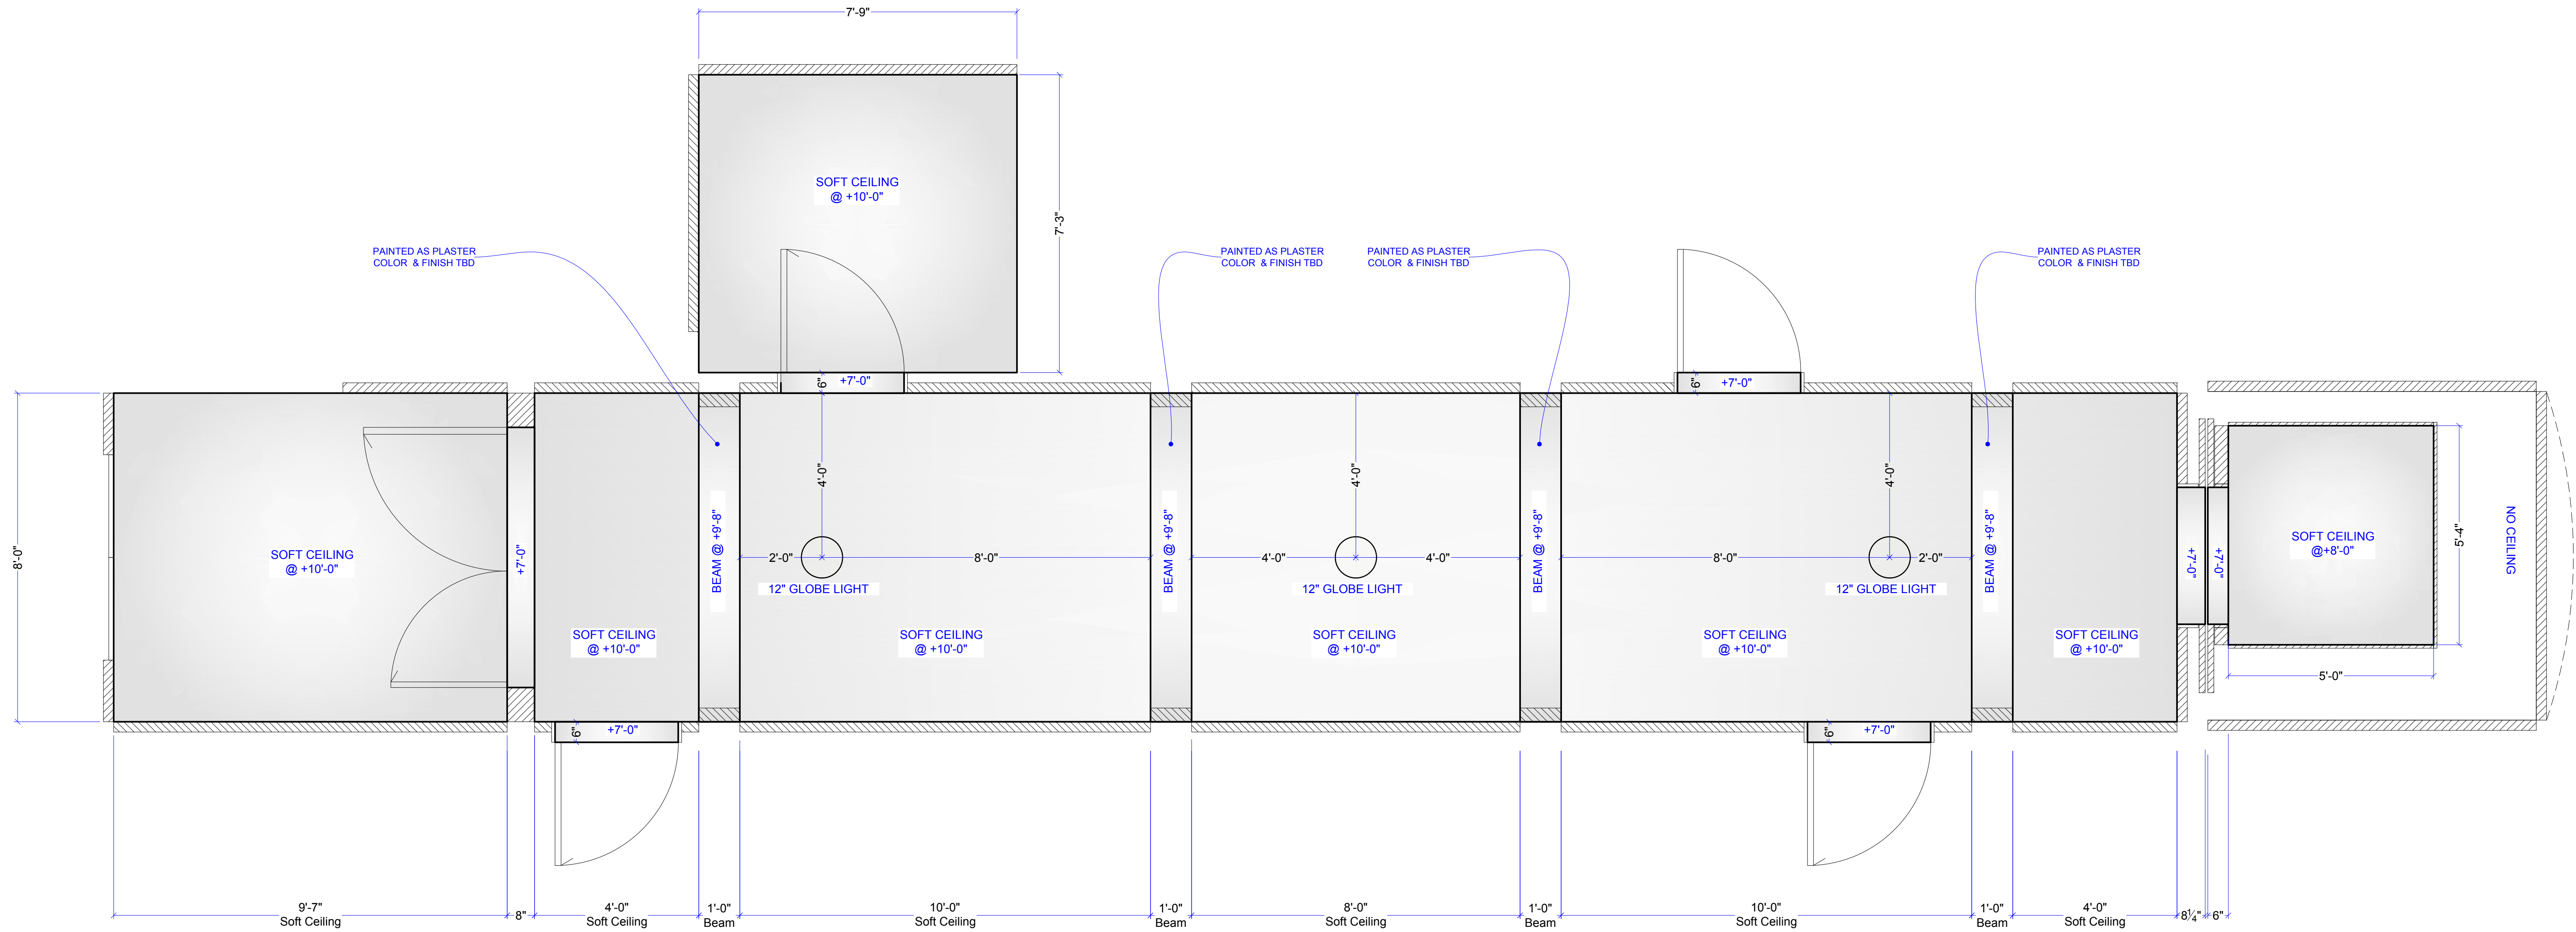 7'-9"
SOFT CEILING
@ +10'-0"
7'-3"
PAINTED AS PLASTER
COLOR & FINISH TBD
PAINTED AS PLASTER
COLOR & FINISH TBD
PAINTED AS PLASTER
COLOR & FINISH TBD
PAINTED AS PLASTER
COLOR & FINISH TBD
6"
+7'-0"
6"
+7'-0"
8'-0"
SOFT CEILING
@ +10'-0"
+7'-0"
SOFT CEILING
@ +10'-0"
BEAM @ +9'-8"
4'-0"
2'-0"
8'-0"
12" GLOBE LIGHT
SOFT CEILING
@ +10'-0"
BEAM @ +9'-8"
4'-0"
4'-0"
4'-0"
12" GLOBE LIGHT
SOFT CEILING
@ +10'-0"
BEAM @ +9'-8"
4'-0"
8'-0"
2'-0"
12" GLOBE LIGHT
SOFT CEILING
@ +10'-0"
BEAM @ +9'-8"
SOFT CEILING
@ +10'-0"
+7'-0"
+7'-0"
SOFT CEILING
@+8'-0"
5'-4"
NO CEILING
5'-0"
6"
+7'-0"
6"
+7'-0"
9'-7"
Soft Ceiling
8"
4'-0"
Soft Ceiling
1'-0"
Beam
10'-0"
Soft Ceiling
1'-0"
Beam
8'-0"
Soft Ceiling
1'-0"
Beam
10'-0"
Soft Ceiling
1'-0"
Beam
4'-0"
Soft Ceiling
8¼"
6"